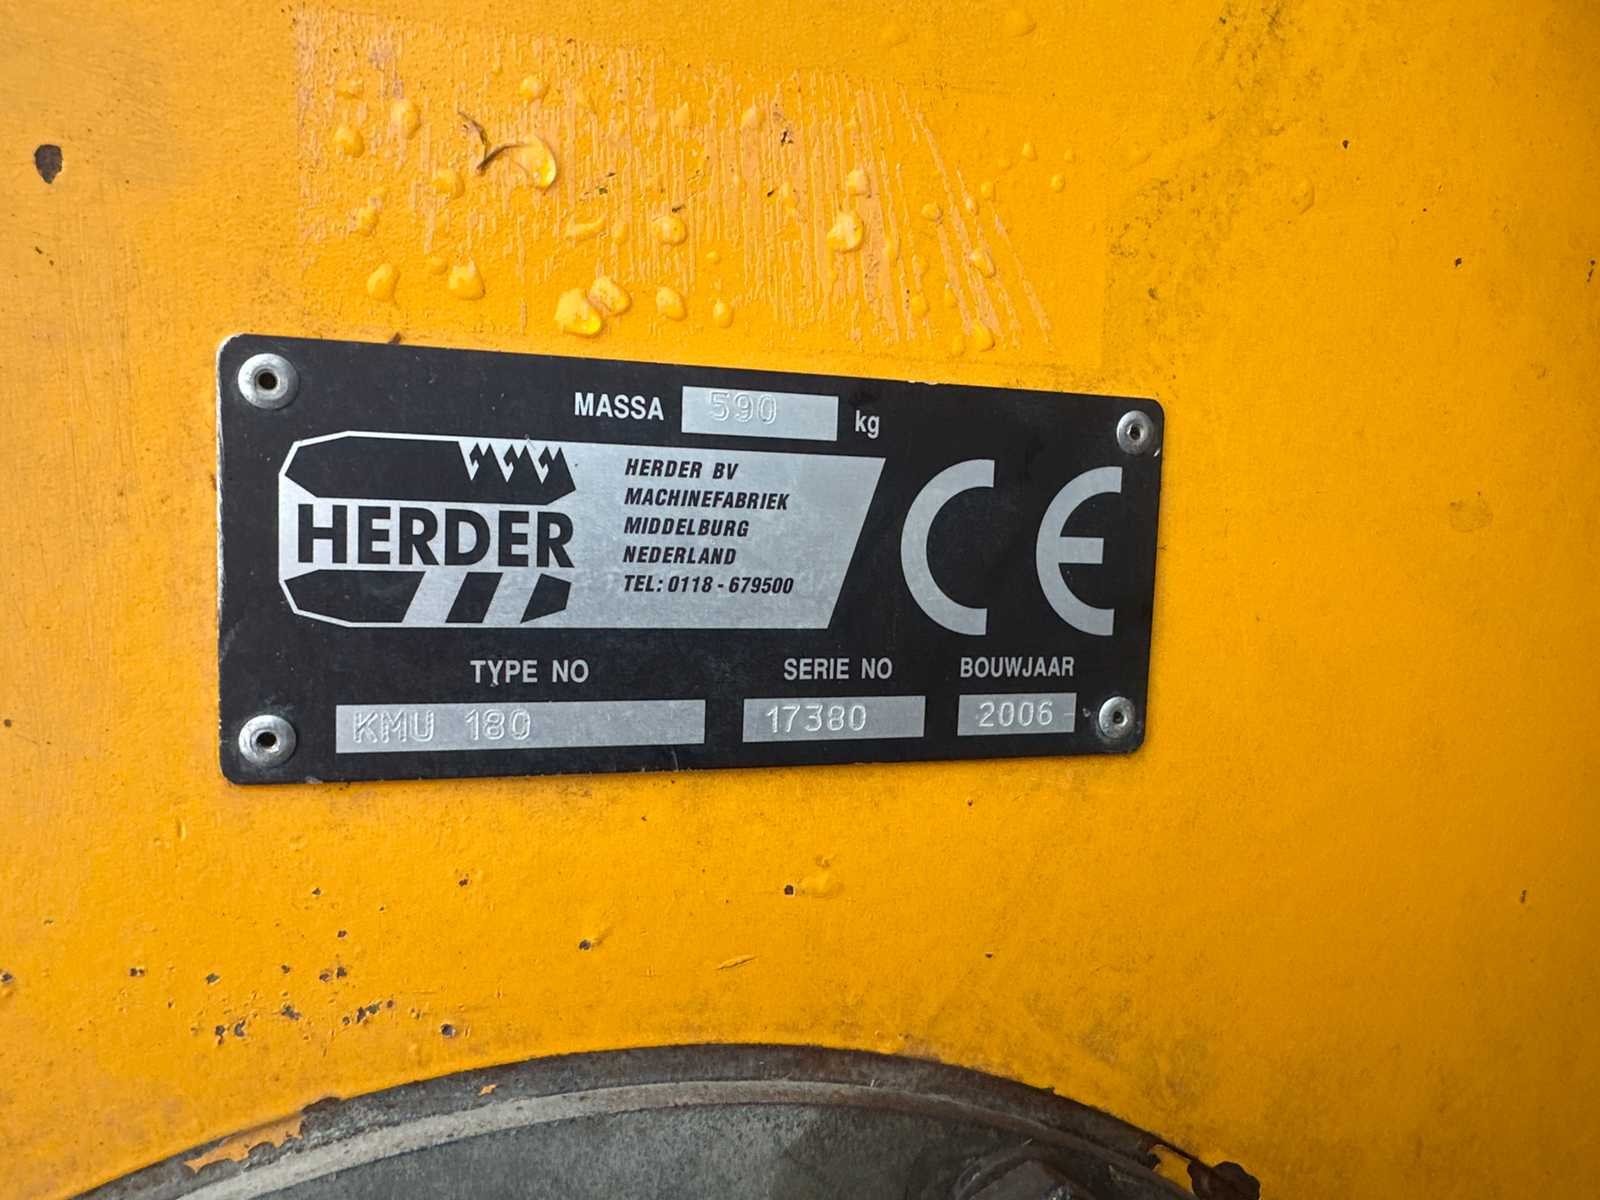 MASSA 590 kg
HERDER
HERDER BV
MACHINEFABRIEK
MIDDELBURG
NEDERLAND
TEL: 0118 - 679500
CE
TYPE NO SERIE NO BOUWJAAR
KMU 180 17380 2006